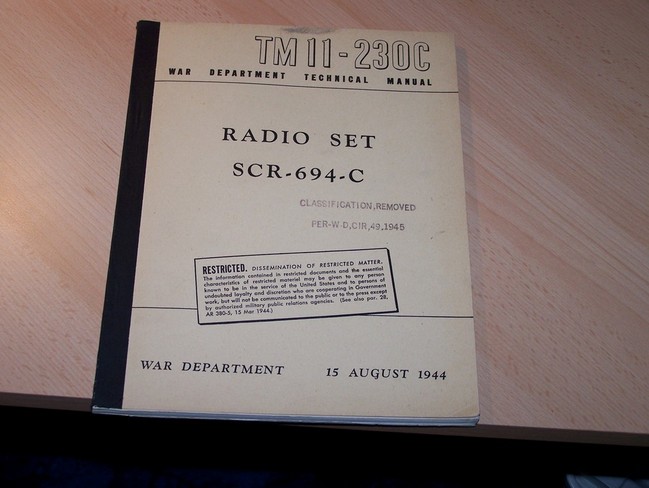 TM 11-230C
WAR DEPARTMENT TECHNICAL MANUAL
RADIO SET
SCR-694-C
CLASSIFICATION,REMOVED
PER-W-D,CIR,49,1945
RESTRICTED. DISSEMINATION OF RESTRICTED MATTER.
The information contained in restricted documents and the essential
characteristics of restricted materiel may be given to any person
known to be in the service of the United States and to persons of
undoubted loyalty and discretion who are cooperating in Government
work, but will not be communicated to the public or to the press except
by authorized military public relations agencies. (See also par. 28,
AR 380-5, 15 Mar 1944.)
WAR DEPARTMENT 15 AUGUST 1944